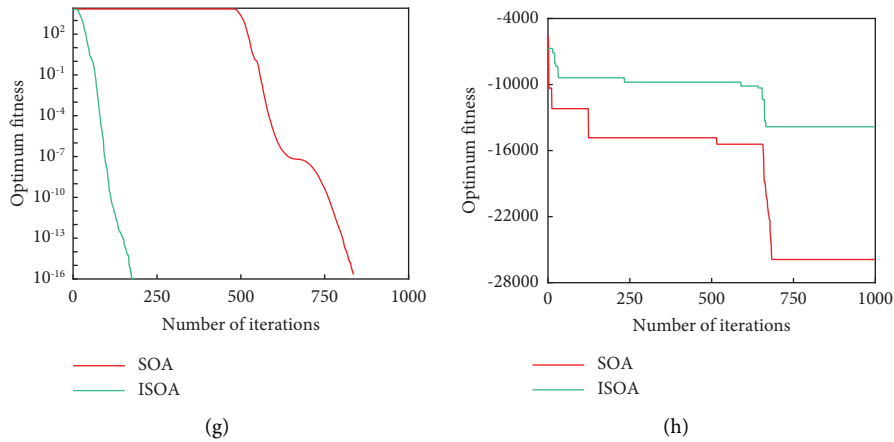 Optimum fitness
10²
10⁻¹
10⁻⁴
10⁻⁷
10⁻¹⁰
10⁻¹³
10⁻¹⁶
0
250
500
750
1000
Number of iterations
SOA
ISOA
(g)
Optimum fitness
-4000
-10000
-16000
-22000
-28000
0
250
500
750
1000
Number of iterations
SOA
ISOA
(h)